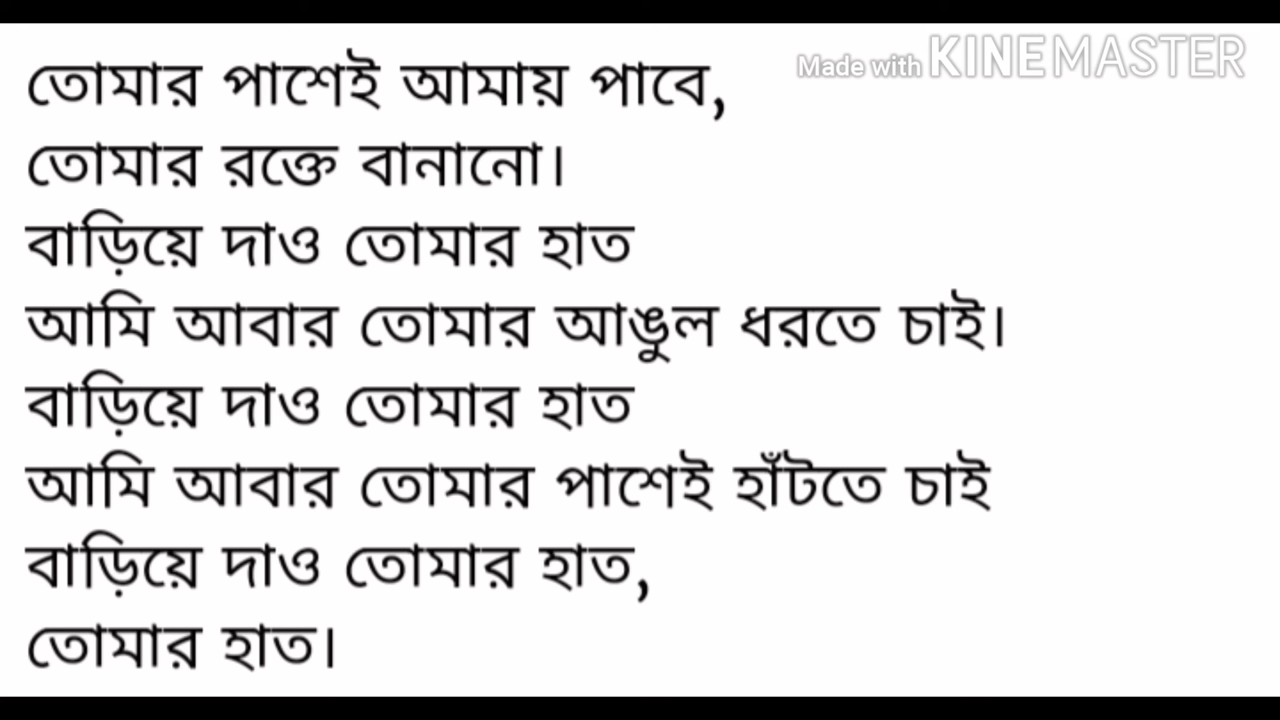 Made with KINEMASTER
তোমার পাশেই আমায় পাবে,
তোমার রক্তে বানানো।
বাড়িয়ে দাও তোমার হাত
আমি আবার তোমার আঙুল ধরতে চাই।
বাড়িয়ে দাও তোমার হাত
আমি আবার তোমার পাশেই হাঁটতে চাই
বাড়িয়ে দাও তোমার হাত,
তোমার হাত।